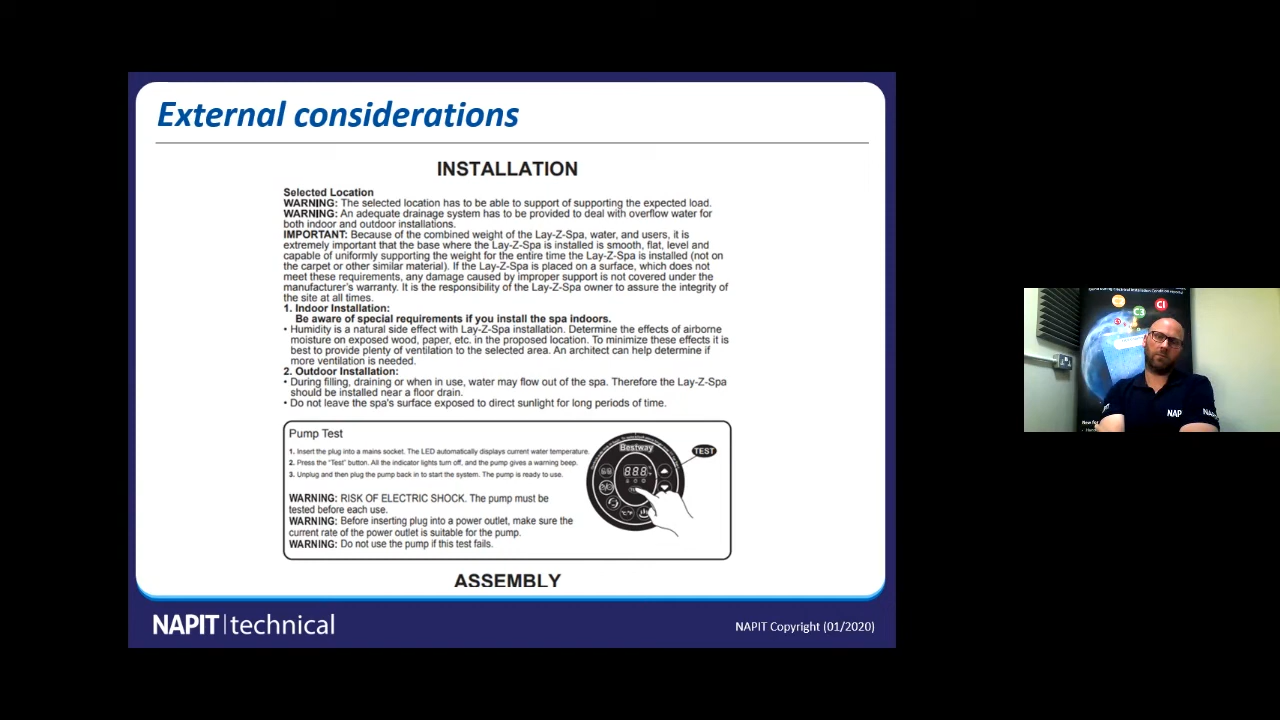 External considerations
INSTALLATION
Selected Location
WARNING: The selected location has to be able to support of supporting the expected load.
WARNING: An adequate drainage system has to be provided to deal with overflow water for
both indoor and outdoor installations.
IMPORTANT: Because of the combined weight of the Lay-Z-Spa, water, and users, it is
extremely important that the base where the Lay-Z-Spa is installed is smooth, flat, level and
capable of uniformly supporting the weight for the entire time the Lay-Z-Spa is installed (not on
the carpet or other similar material). If the Lay-Z-Spa is placed on a surface, which does not
meet these requirements, any damage caused by improper support is not covered under the
manufacturer's warranty. It is the responsibility of the Lay-Z-Spa owner to assure the integrity of
the site at all times.
1. Indoor Installation:
Be aware of special requirements if you install the spa indoors.
• Humidity is a natural side effect with Lay-Z-Spa installation. Determine the effects of airborne
moisture on exposed wood, paper, etc. in the proposed location. To minimize these effects it is
best to provide plenty of ventilation to the selected area. An architect can help determine if
more ventilation is needed.
2. Outdoor Installation:
• During filling, draining or when in use, water may flow out of the spa. Therefore the Lay-Z-Spa
should be installed near a floor drain.
• Do not leave the spa's surface exposed to direct sunlight for long periods of time.
Pump Test
1. Insert the plug into a mains socket. The LED automatically displays current water temperature.
2. Press the "Test" button. All the indicator lights turn off, and the pump gives a warning beep.
3. Unplug and then plug the pump back in to start the system. The pump is ready to use.
WARNING: RISK OF ELECTRIC SHOCK. The pump must be
tested before each use.
WARNING: Before inserting plug into a power outlet, make sure the
current rate of the power outlet is suitable for the pump.
WARNING: Do not use the pump if this test fails.
Bestway
888
TEST
ASSEMBLY
NAPIT technical
NAPIT Copyright (01/2020)
C1
C3
NAPIT
NAPIT